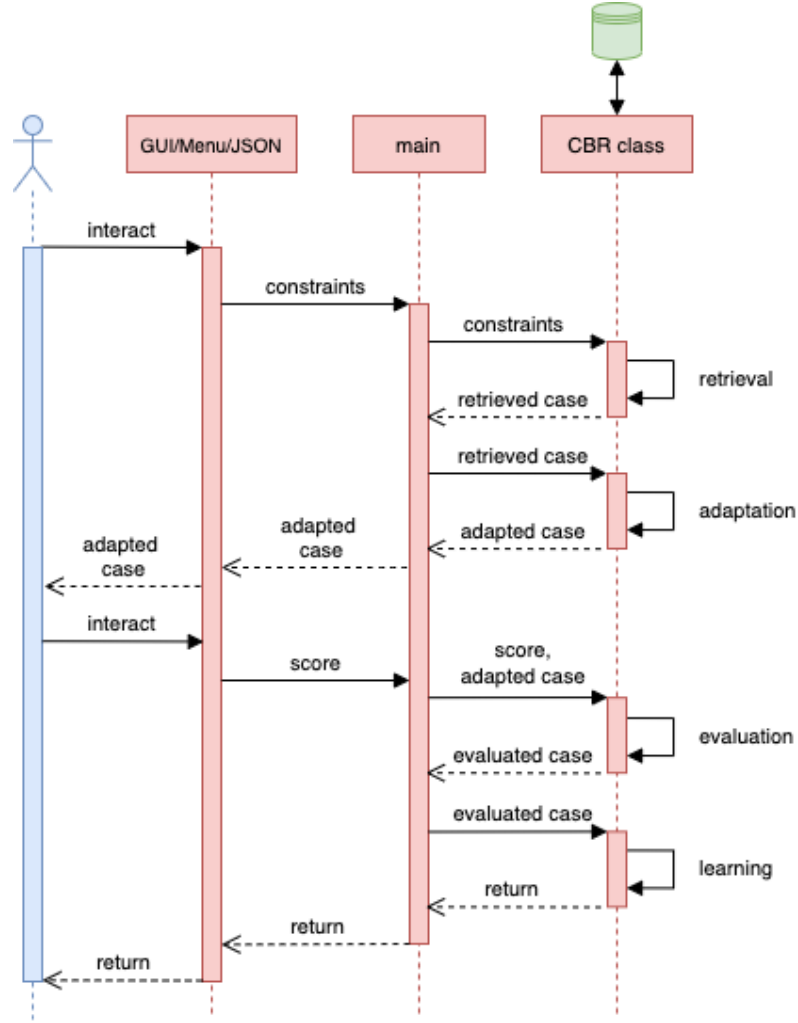 GUI/Menu/JSON
main
CBR class
interact
constraints
constraints
retrieval
retrieved case
retrieved case
adaptation
adapted
case
adapted case
adapted
case
interact
score
score,
adapted case
evaluation
evaluated case
evaluated case
learning
return
return
return